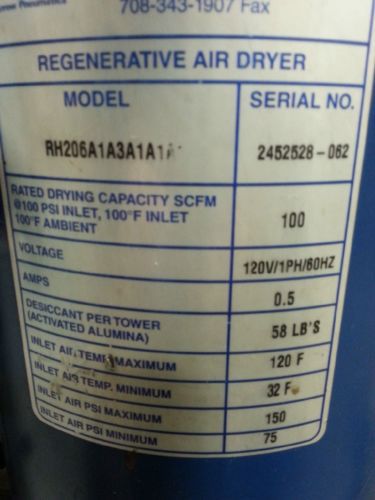 708-343-1907 Fax
REGENERATIVE AIR DRYER
MODEL SERIAL NO.
RH206A1A3A1A1A 2452528-062
RATED DRYING CAPACITY SCFM
@100 PSI INLET, 100°F INLET
100°F AMBIENT 100
VOLTAGE 120V/1PH/60HZ
AMPS 0.5
DESICCANT PER TOWER
(ACTIVATED ALUMINA) 58 LB'S
INLET AIR TEMP. MAXIMUM 120 F
INLET AIR TEMP. MINIMUM 32 F
INLET AIR PSI MAXIMUM 150
INLET AIR PSI MINIMUM 75